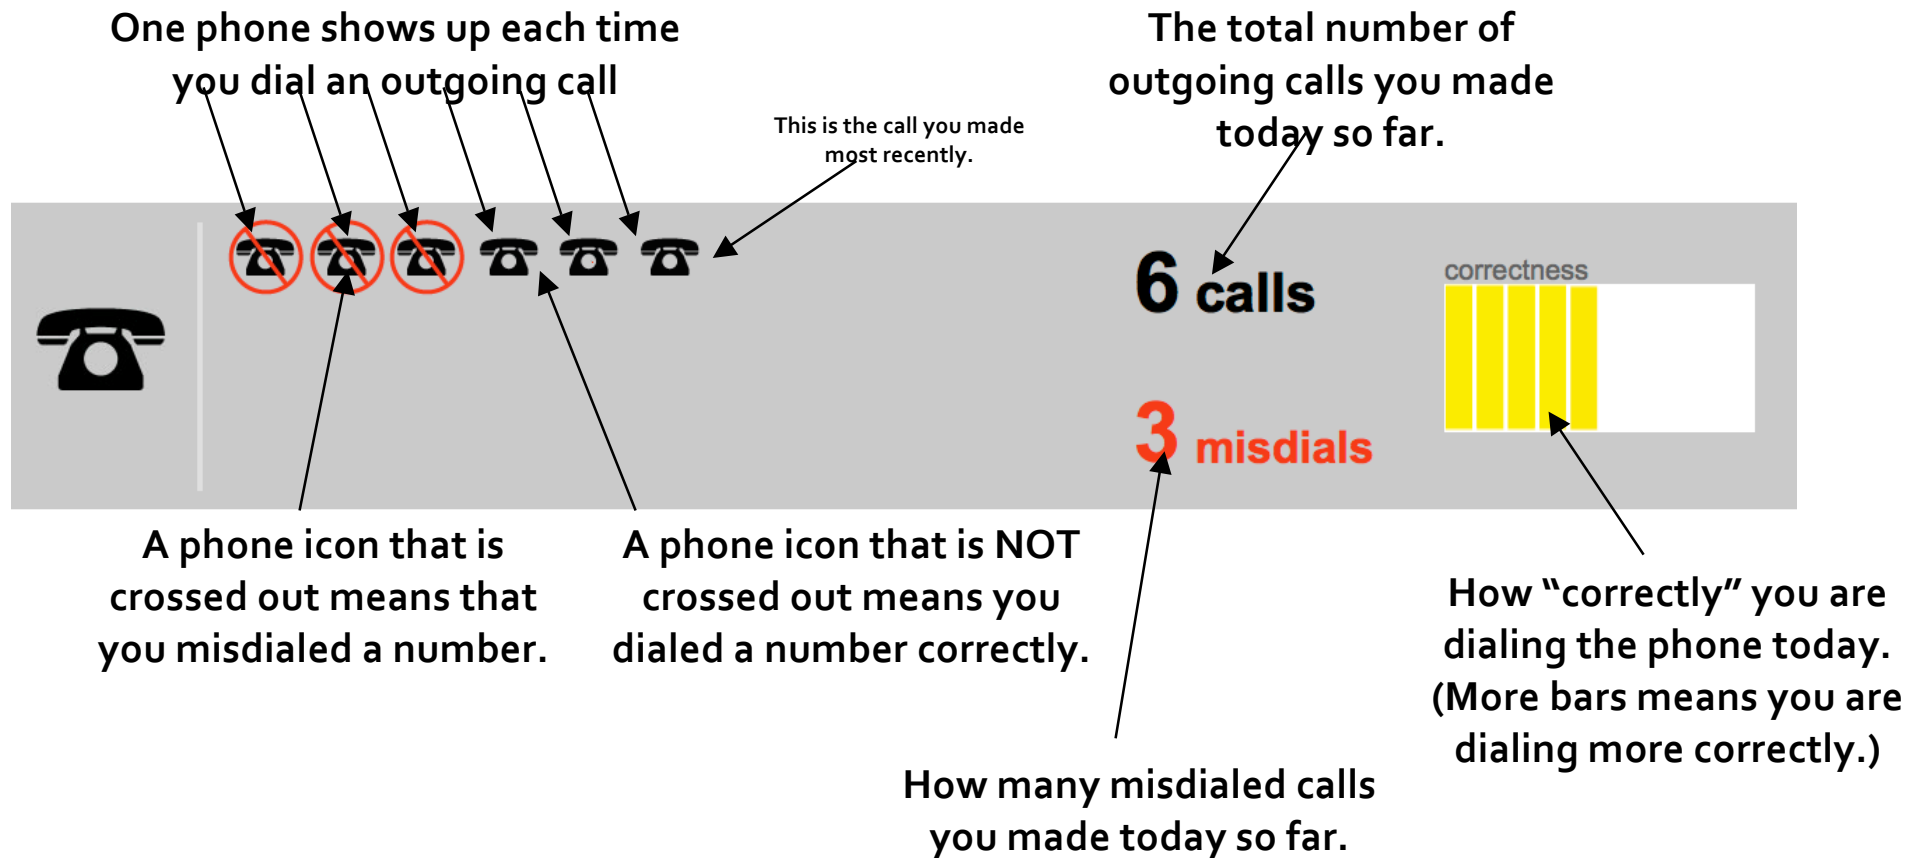 One phone shows up each time
you dial an outgoing call
The total number of
outgoing calls you made
today so far.
This is the call you made
most recently.
6 calls
correctness
3 misdials
A phone icon that is
crossed out means that
you misdialed a number.
A phone icon that is NOT
crossed out means you
dialed a number correctly.
How “correctly” you are
dialing the phone today.
(More bars means you are
dialing more correctly.)
How many misdialed calls
you made today so far.